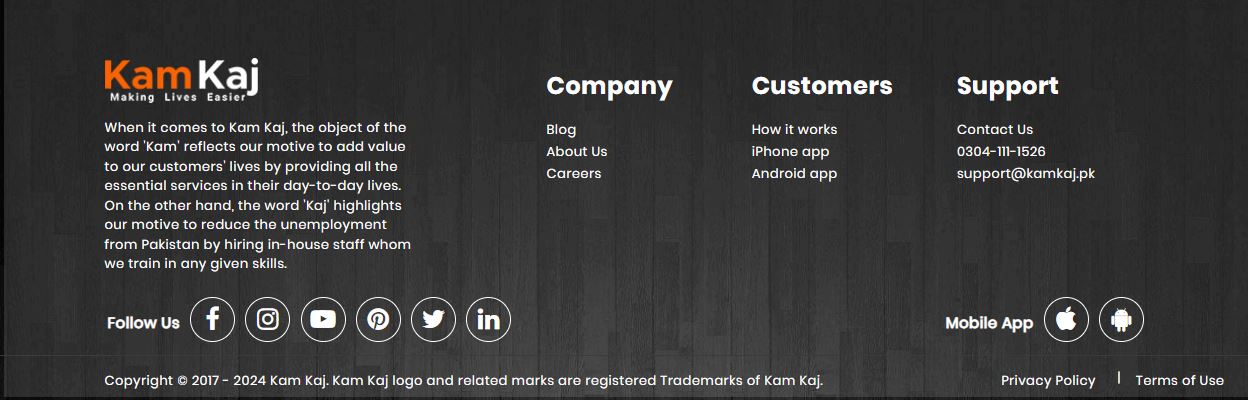 Kam Kaj
Making Lives Easier
When it comes to Kam Kaj, the object of the
word 'Kam' reflects our motive to add value
to our customers' lives by providing all the
essential services in their day-to-day lives.
On the other hand, the word 'Kaj' highlights
our motive to reduce the unemployment
from Pakistan by hiring in-house staff whom
we train in any given skills.
Company
Blog
About Us
Careers
Customers
How it works
iPhone app
Android app
Support
Contact Us
0304-111-1526
support@kamkaj.pk
Follow Us
Mobile App
Copyright © 2017 - 2024 Kam Kaj. Kam Kaj logo and related marks are registered Trademarks of Kam Kaj.
Privacy Policy | Terms of Use